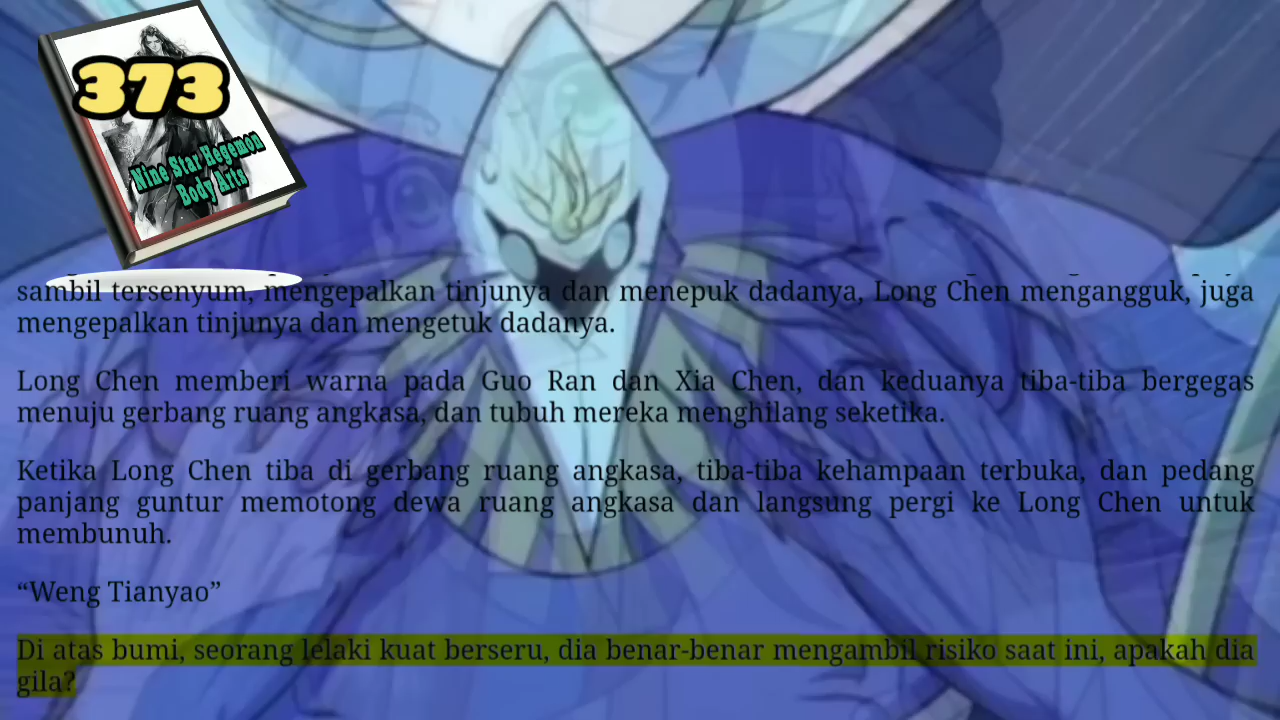 373
Nine Star Hegemon
Body Arts
sambil tersenyum, mengepalkan tinjunya dan menepuk dadanya, Long Chen mengangguk, juga
mengepalkan tinjunya dan mengetuk dadanya.
Long Chen memberi warna pada Guo Ran dan Xia Chen, dan keduanya tiba-tiba bergegas
menuju gerbang ruang angkasa, dan tubuh mereka menghilang seketika.
Ketika Long Chen tiba di gerbang ruang angkasa, tiba-tiba kehampaan terbuka, dan pedang
panjang guntur memotong dewa ruang angkasa dan langsung pergi ke Long Chen untuk
membunuh.
“Weng Tianyao”
Di atas bumi, seorang lelaki kuat berseru, dia benar-benar mengambil risiko saat ini, apakah dia
gila?